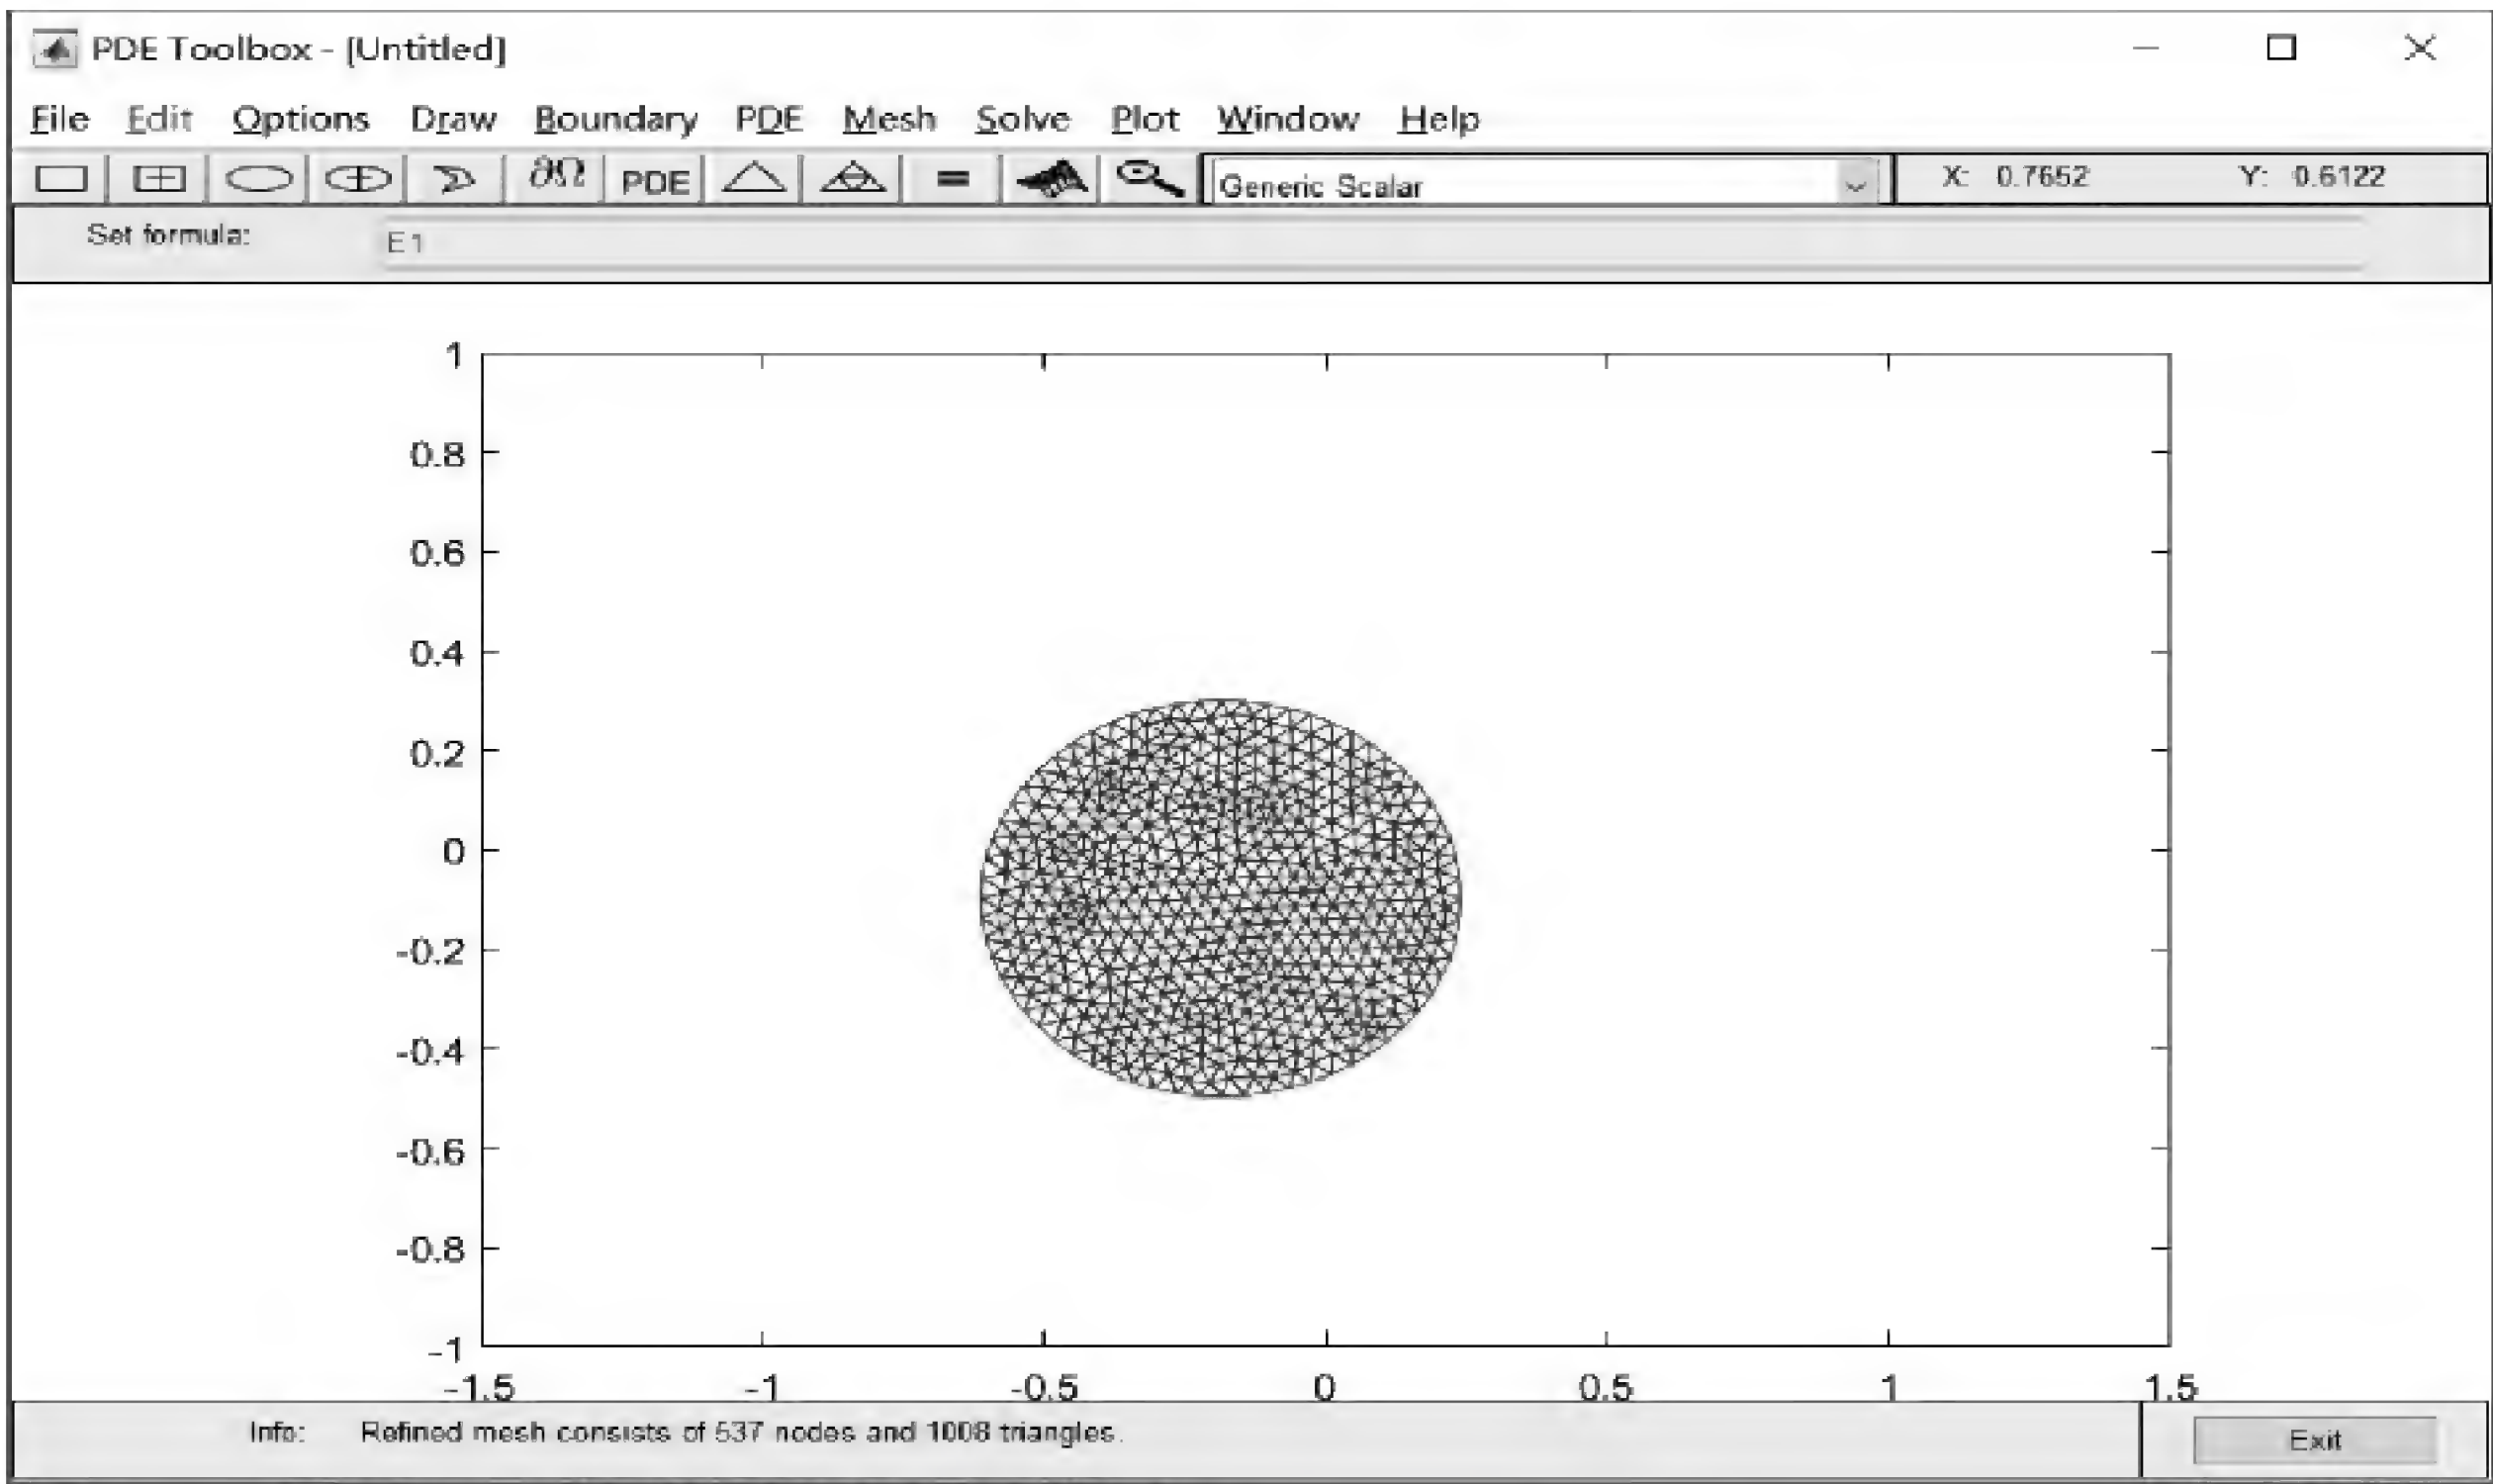 PDE Toolbox - [Untitled]
File Edit Options Draw Boundary PDE Mesh Solve Plot Window Help
∂Ω PDE Generic Scalar X: 0.7652 Y: 0.6122
Set formula: E1
1
0.8
0.6
0.4
0.2
0
-0.2
-0.4
-0.6
-0.8
-1
-1.5 -1 -0.5 0 0.5 1 1.5
Info: Refined mesh consists of 537 nodes and 1008 triangles.
Exit